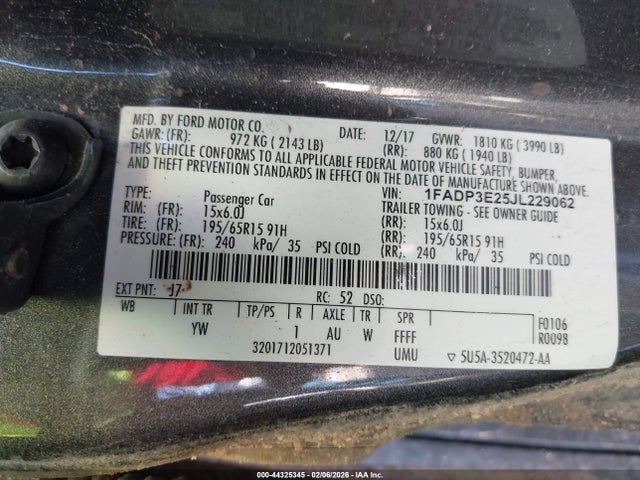 MFD. BY FORD MOTOR CO.
DATE: 12/17 GVWR: 1810 KG ( 3990 LB)
GAWR: (FR): 972 KG ( 2143 LB) (RR): 880 KG ( 1940 LB)
THIS VEHICLE CONFORMS TO ALL APPLICABLE FEDERAL MOTOR VEHICLE SAFETY, BUMPER,
AND THEFT PREVENTION STANDARDS IN EFFECT ON THE DATE OF MANUFACTURE SHOWN ABOVE.
VIN: 1FADP3E25JL229062
TYPE: Passenger Car TRAILER TOWING - SEE OWNER GUIDE
RIM: (FR): 15x6.0J (RR): 15x6.0J
TIRE: (FR): 195/65R15 91H (RR): 195/65R15 91H
PRESSURE: (FR): 240 kPa/ 35 PSI COLD (RR): 240 kPa/ 35 PSI COLD
EXT PNT: J7 RC: 52 DSO:
WB INT TR TP/PS R AXLE TR SPR F0106
YW 1 AU W FFFF R0098
3201712051371 UMU ▽ 5U5A-3520472-AA
000-44325345 - 02/06/2026 - IAA Inc.